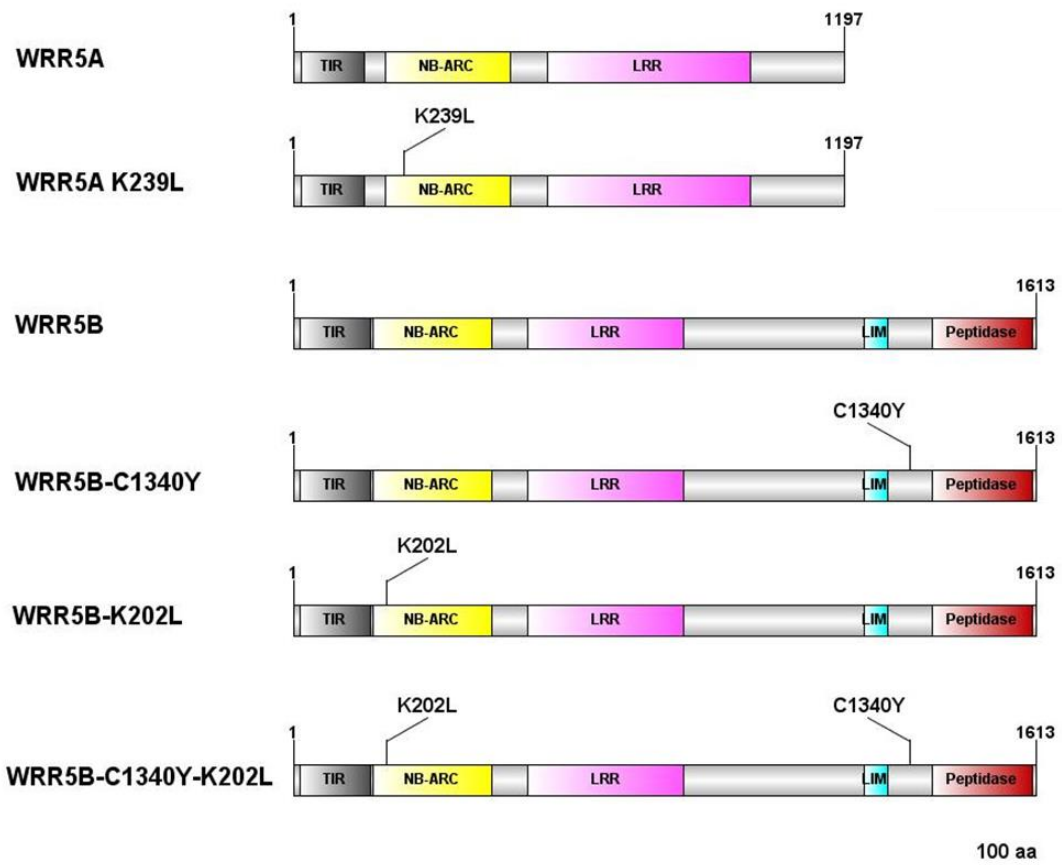 1 1197
WRR5A TIR NB-ARC LRR
K239L
1 1197
WRR5A K239L TIR NB-ARC LRR
1 1613
WRR5B TIR NB-ARC LRR LIM Peptidase
C1340Y
1 1613
WRR5B-C1340Y TIR NB-ARC LRR LIM Peptidase
K202L
1 1613
WRR5B-K202L TIR NB-ARC LRR LIM Peptidase
K202L C1340Y
1 1613
WRR5B-C1340Y-K202L TIR NB-ARC LRR LIM Peptidase
100 aa